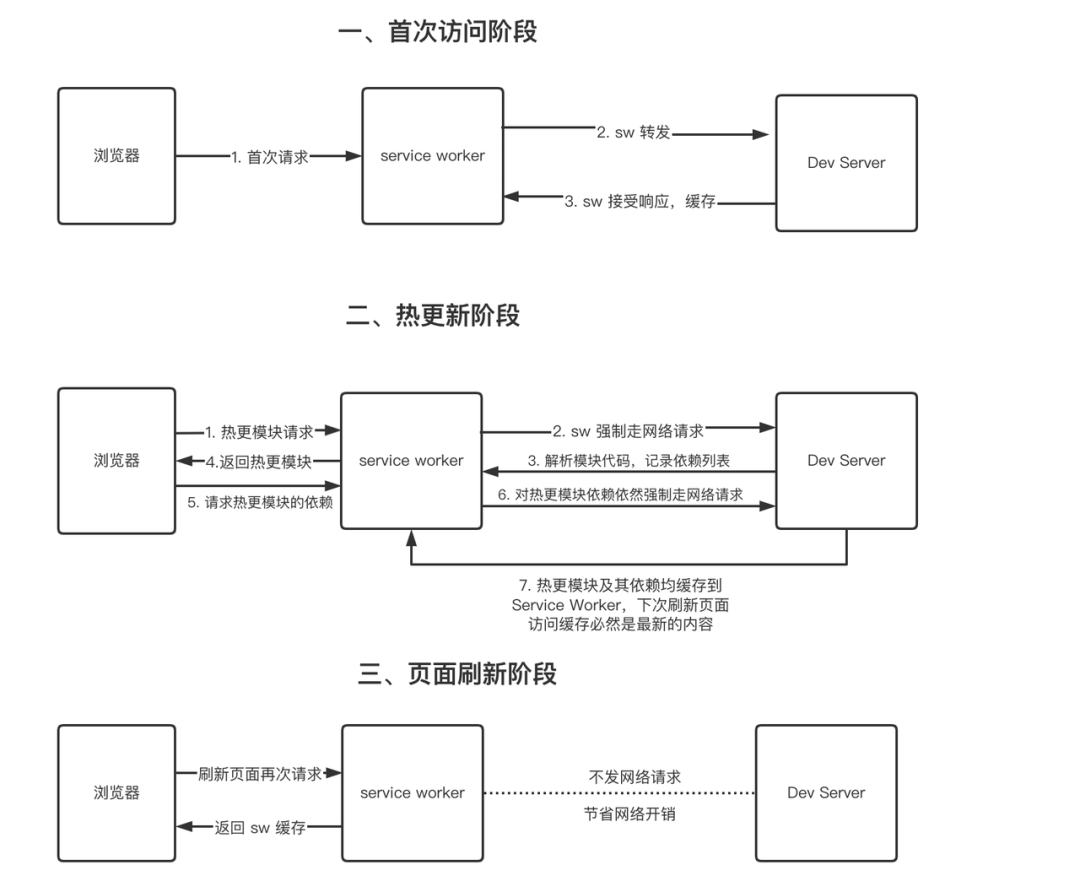 一、首次访问阶段
浏览器
1. 首次请求
service worker
2. sw 转发
3. sw 接受响应，缓存
Dev Server
二、热更新阶段
浏览器
1. 热更模块请求
4.返回热更模块
5. 请求热更模块的依赖
service worker
2. sw 强制走网络请求
3. 解析模块代码，记录依赖列表
6. 对热更模块依赖依然强制走网络请求
Dev Server
7. 热更模块及其依赖均缓存到
Service Worker，下次刷新页面
访问缓存必然是最新的内容
三、页面刷新阶段
浏览器
刷新页面再次请求
返回 sw 缓存
service worker
不发网络请求
节省网络开销
Dev Server